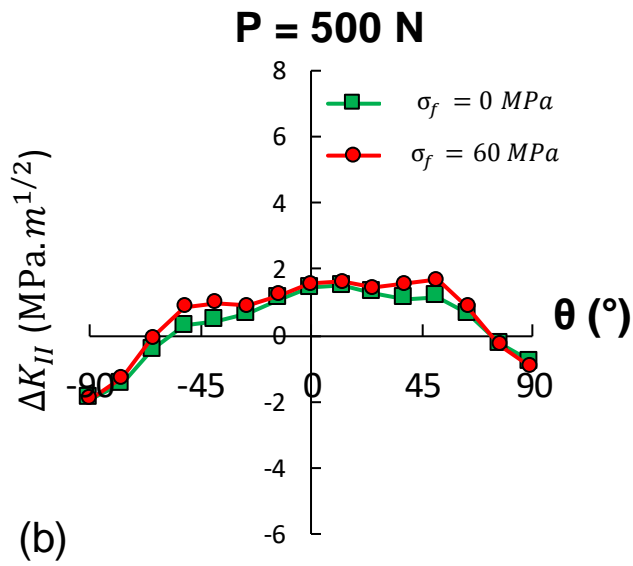 P = 500 N
8
6
4
2
0
-2
-4
-6
σf = 0 MPa
σf = 60 MPa
ΔKII (MPa.m1/2)
θ (°)
-90 -45 0 45 90
(b)